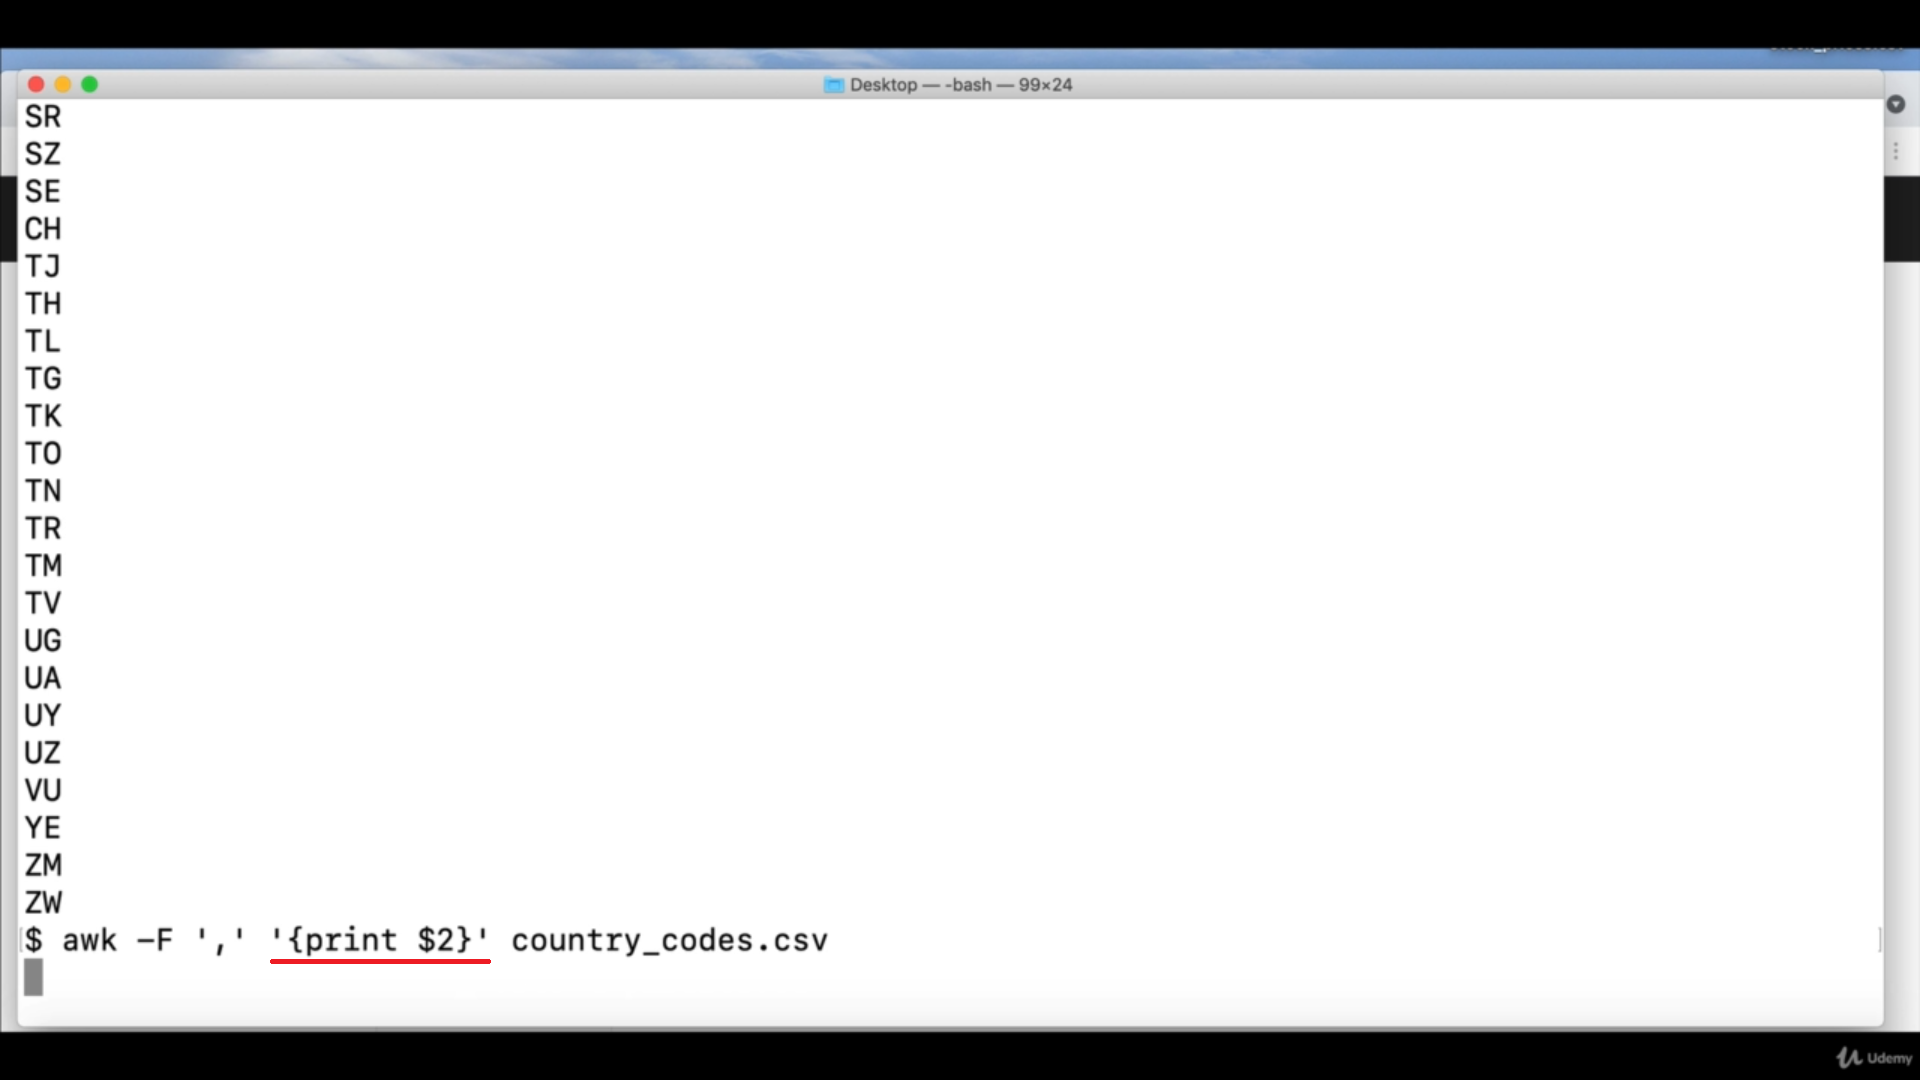 Desktop — -bash — 99×24
SR
SZ
SE
CH
TJ
TH
TL
TG
TK
TO
TN
TR
TM
TV
UG
UA
UY
UZ
VU
YE
ZM
ZW
$ awk -F ',' '{print $2}' country_codes.csv
Udemy